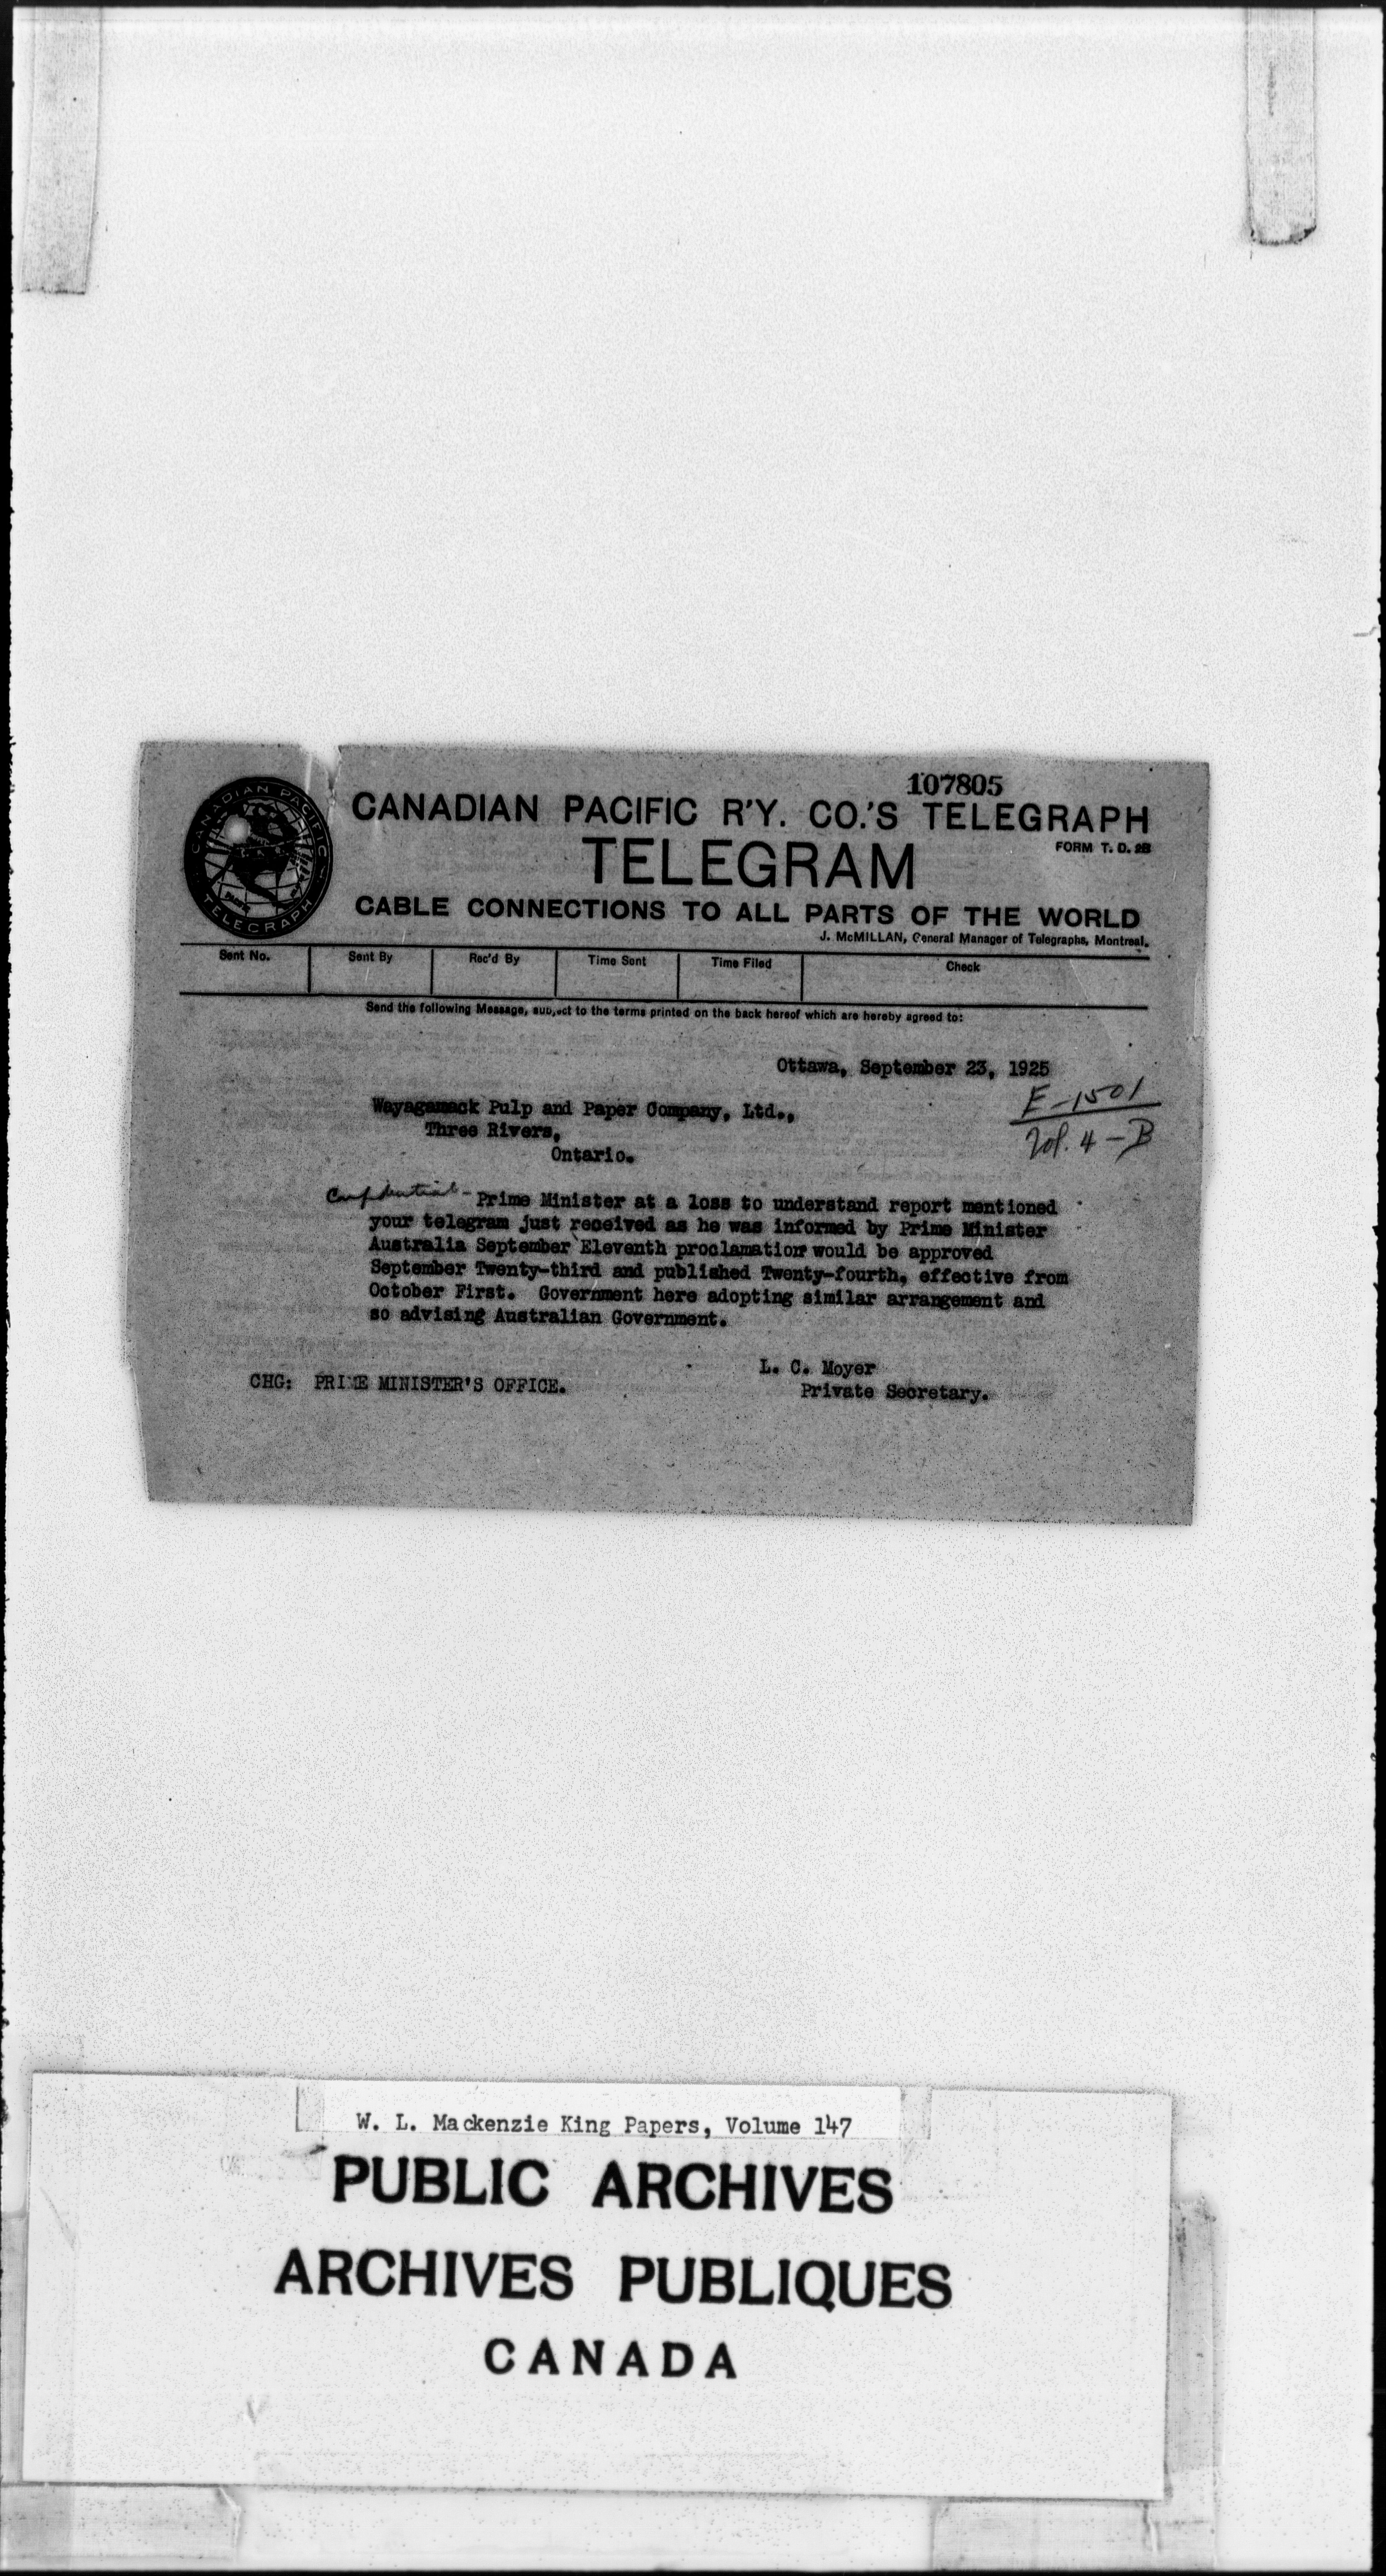 107805
CANADIAN PACIFIC R'Y. CO.'S TELEGRAPH
TELEGRAM
FORM T. D. 2B
CABLE CONNECTIONS TO ALL PARTS OF THE WORLD
J. McMILLAN, General Manager of Telegraphs, Montreal.
CANADIAN PACIFIC
TELEGRAPH
Sent No. Sent By Rec'd By Time Sent Time Filed Check
Send the following Message, subject to the terms printed on the back hereof which are hereby agreed to:
Ottawa, September 23, 1925
E-1501
Vol. 4-B
Wayagamack Pulp and Paper Company, Ltd.,
Three Rivers,
Ontario.
Confidential - Prime Minister at a loss to understand report mentioned
your telegram just received as he was informed by Prime Minister
Australia September Eleventh proclamation would be approved
September Twenty-third and published Twenty-fourth, effective from
October First. Government here adopting similar arrangement and
so advising Australian Government.
L. C. Moyer
Private Secretary.
CHG: PRIME MINISTER'S OFFICE.
W. L. Mackenzie King Papers, Volume 147
PUBLIC ARCHIVES
ARCHIVES PUBLIQUES
CANADA